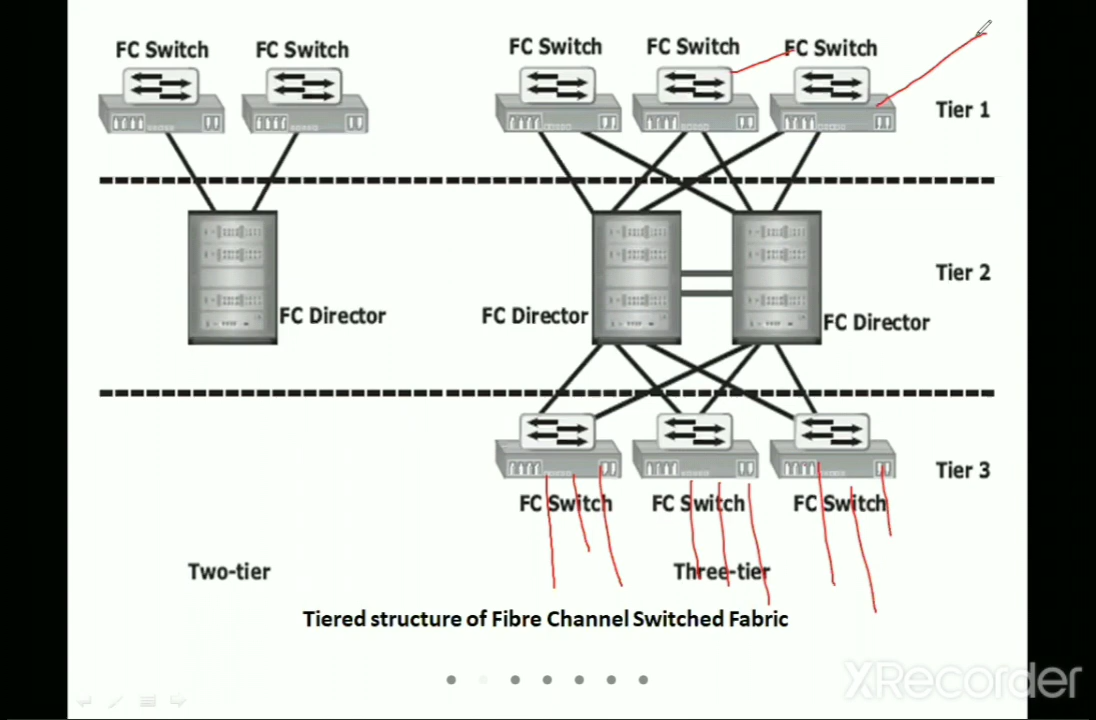 FC Switch FC Switch FC Switch FC Switch FC Switch
Tier 1
Tier 2
FC Director FC Director FC Director
Tier 3
FC Switch FC Switch FC Switch
Two-tier Three-tier
Tiered structure of Fibre Channel Switched Fabric
XRecorder